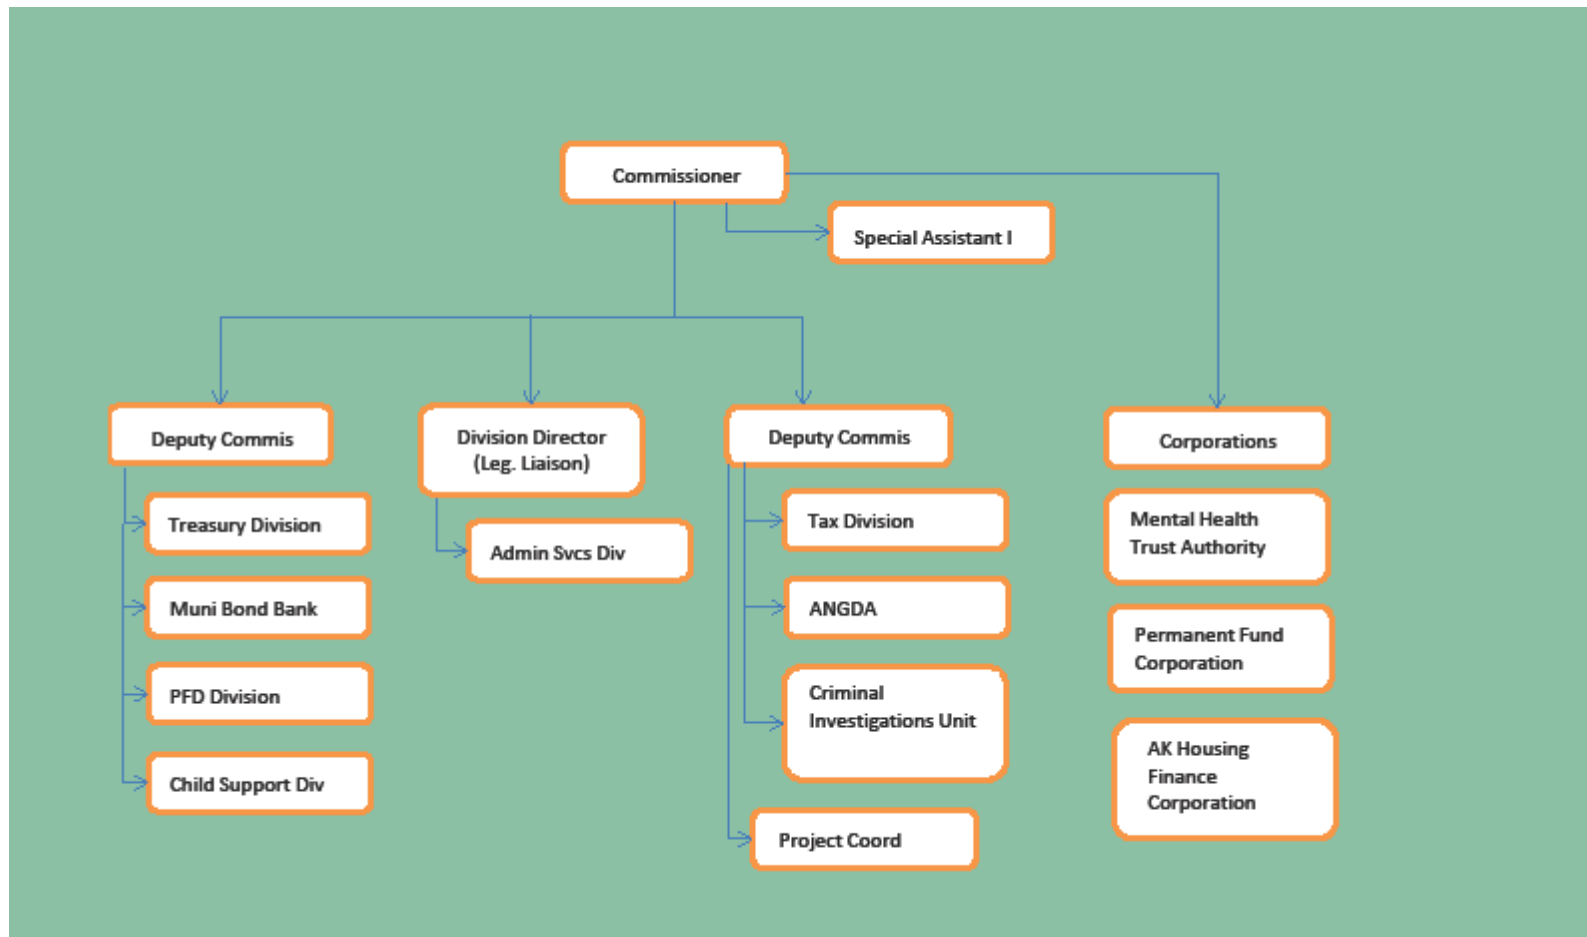 Commissioner
Special Assistant I
Deputy Commis
Treasury Division
Muni Bond Bank
PFD Division
Child Support Div
Division Director
(Leg. Liaison)
Admin Svcs Div
Deputy Commis
Tax Division
ANGDA
Criminal
Investigations Unit
Project Coord
Corporations
Mental Health
Trust Authority
Permanent Fund
Corporation
AK Housing
Finance
Corporation